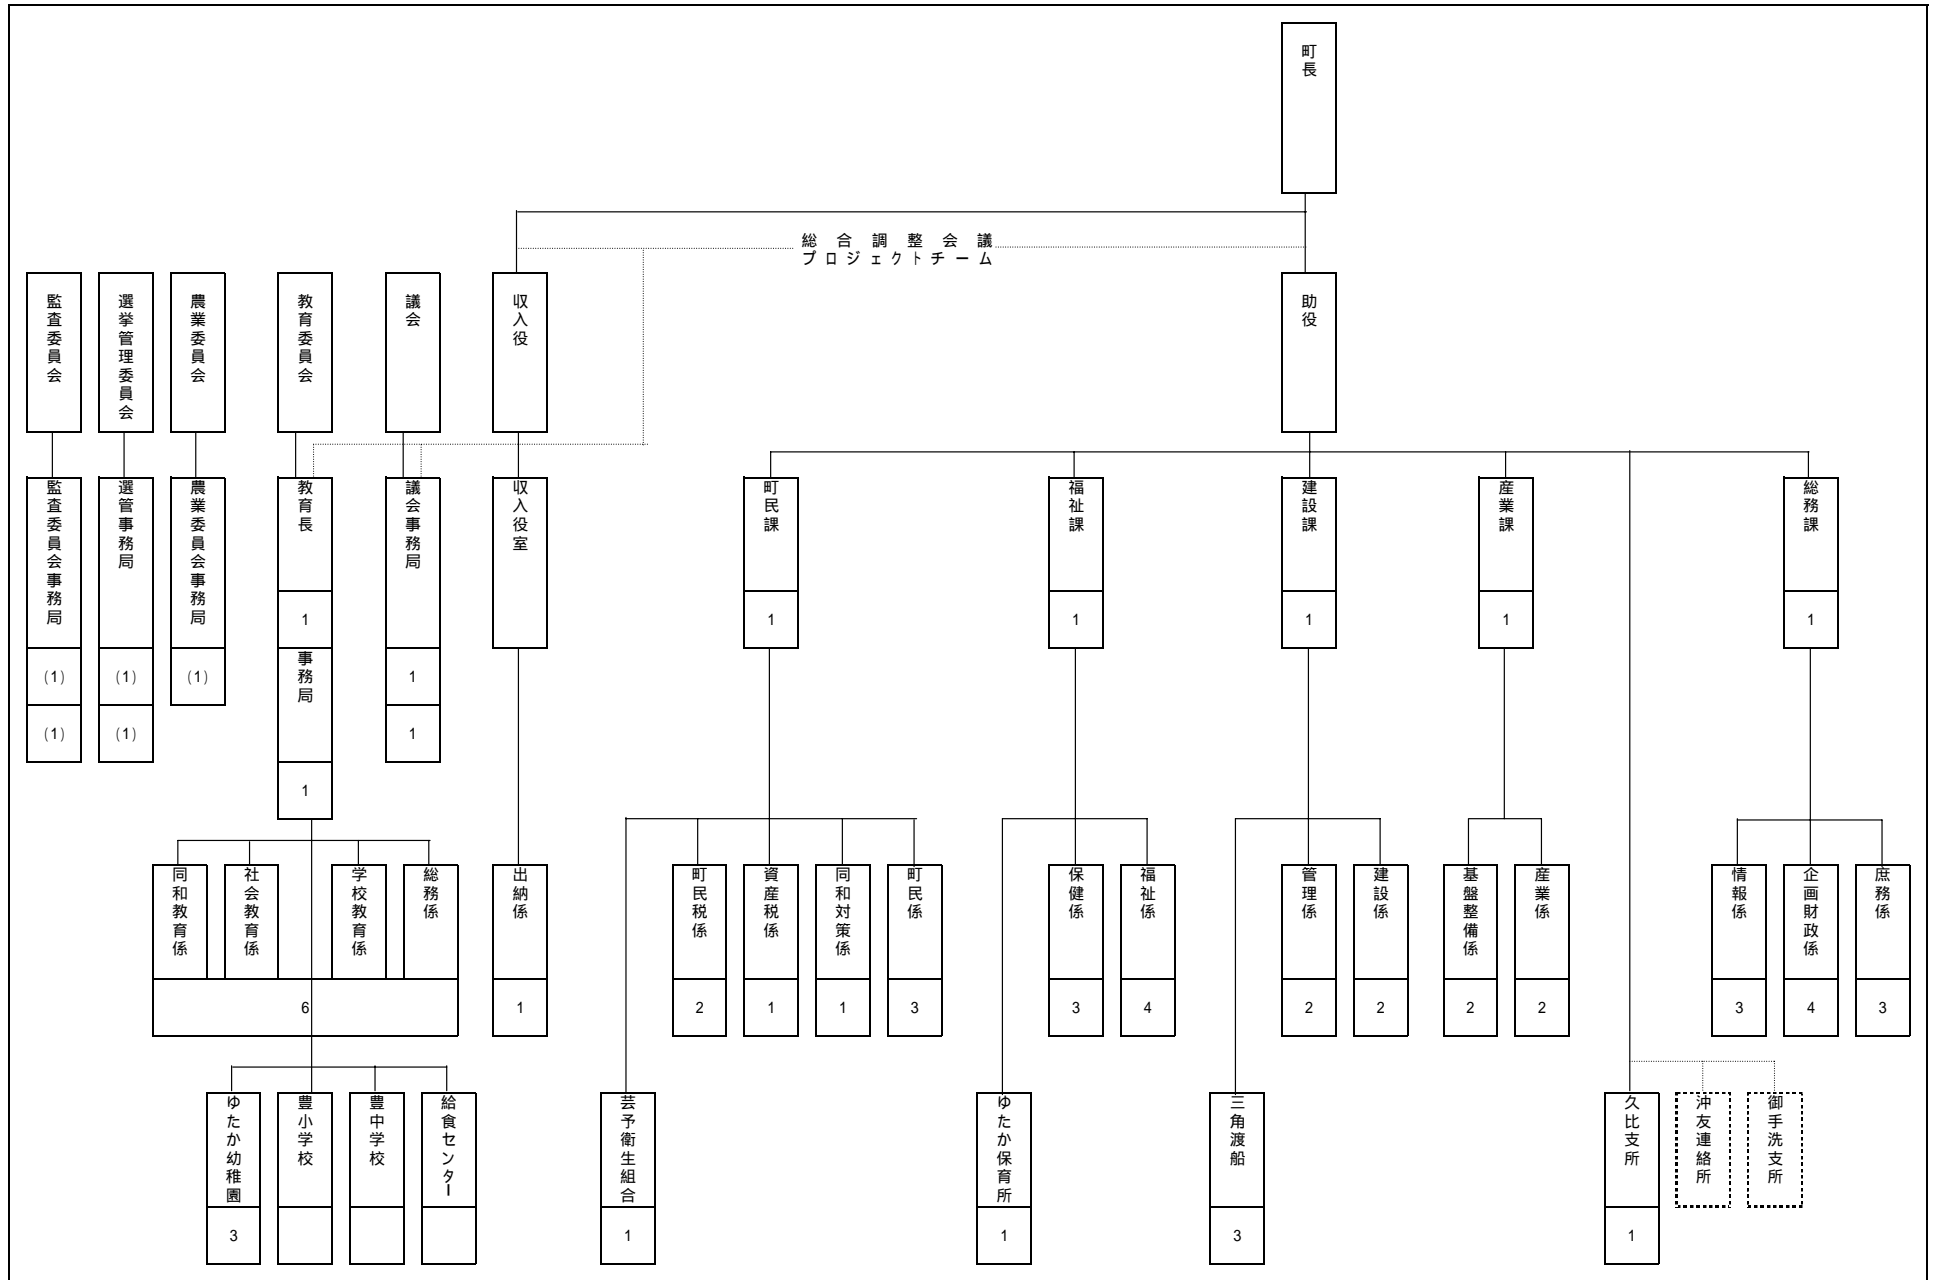 町長
総合調整会議
プロジェクトチーム
監査委員会
選挙管理委員会
農業委員会
教育委員会
議会
収入役
助役
監査委員会事務局
(1)
(1)
選管事務局
(1)
(1)
農業委員会事務局
(1)
教育長
1
事務局
1
議会事務局
1
1
収入役室
町民課
1
福祉課
1
建設課
1
産業課
1
総務課
1
同和教育係
社会教育係
学校教育係
総務係
6
出納係
1
町民税係
2
資産税係
1
同和対策係
1
町民係
3
保健係
3
福祉係
4
管理係
2
建設係
2
基盤整備係
2
産業係
2
情報係
3
企画財政係
4
庶務係
3
ゆたか幼稚園
3
豊小学校
豊中学校
給食センター
芸予衛生組合
1
ゆたか保育所
1
三角渡船
3
久比支所
1
沖友連絡所
御手洗支所